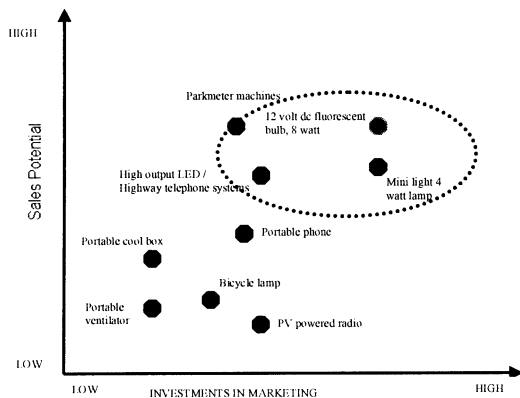 HIGH
Sales Potential
Parkmeter machines
12 volt dc fluorescent
bulb, 8 watt
High output LED /
Highway telephone systems
Mini light 4
watt lamp
Portable phone
Portable cool box
Bicycle lamp
Portable
ventilator
PV powered radio
LOW
LOW
INVESTMENTS IN MARKETING
HIGH